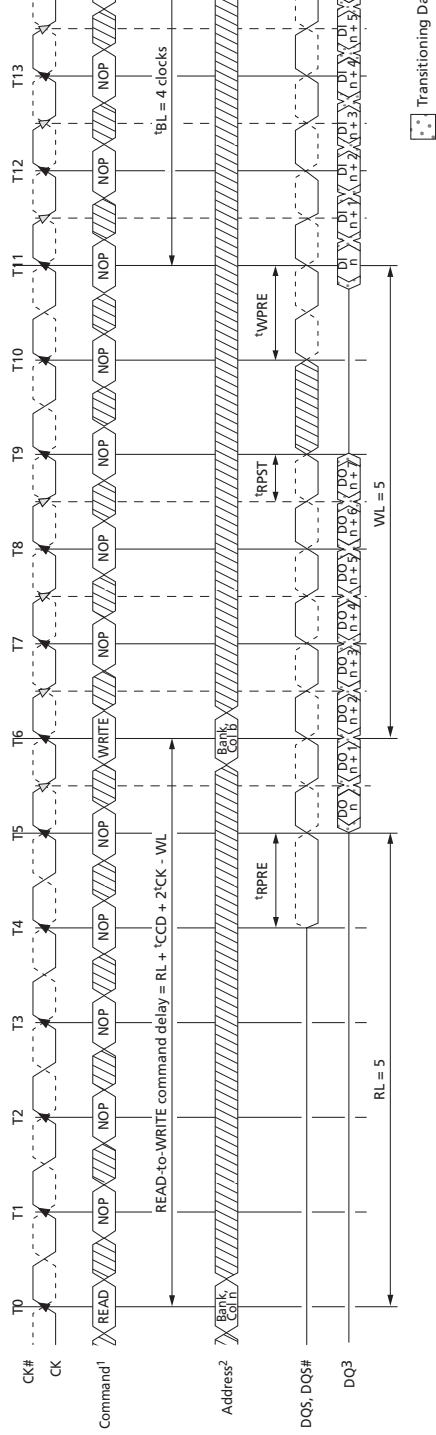 T0 T1 T2 T3 T4 T5 T6 T7 T8 T9 T10 T11 T12 T13
CK#
CK
Command1 READ NOP NOP NOP NOP NOP WRITE NOP NOP NOP NOP NOP NOP NOP
READ-to-WRITE command delay = RL + tCCD + 2tCK - WL
tBL = 4 clocks
Address2 Bank, Col n Bank, Col b
tRPRE tRPST tWPRE
DQS, DQS#
DQ3 DO n DO n + 1 DO n + 2 DO n + 3 DO n + 4 DO n + 5 DO n + 6 DO n + 7 DI n DI n + 1 DI n + 2 DI n + 3 DI n + 4 DI n + 5
RL = 5 WL = 5
Transitioning Da